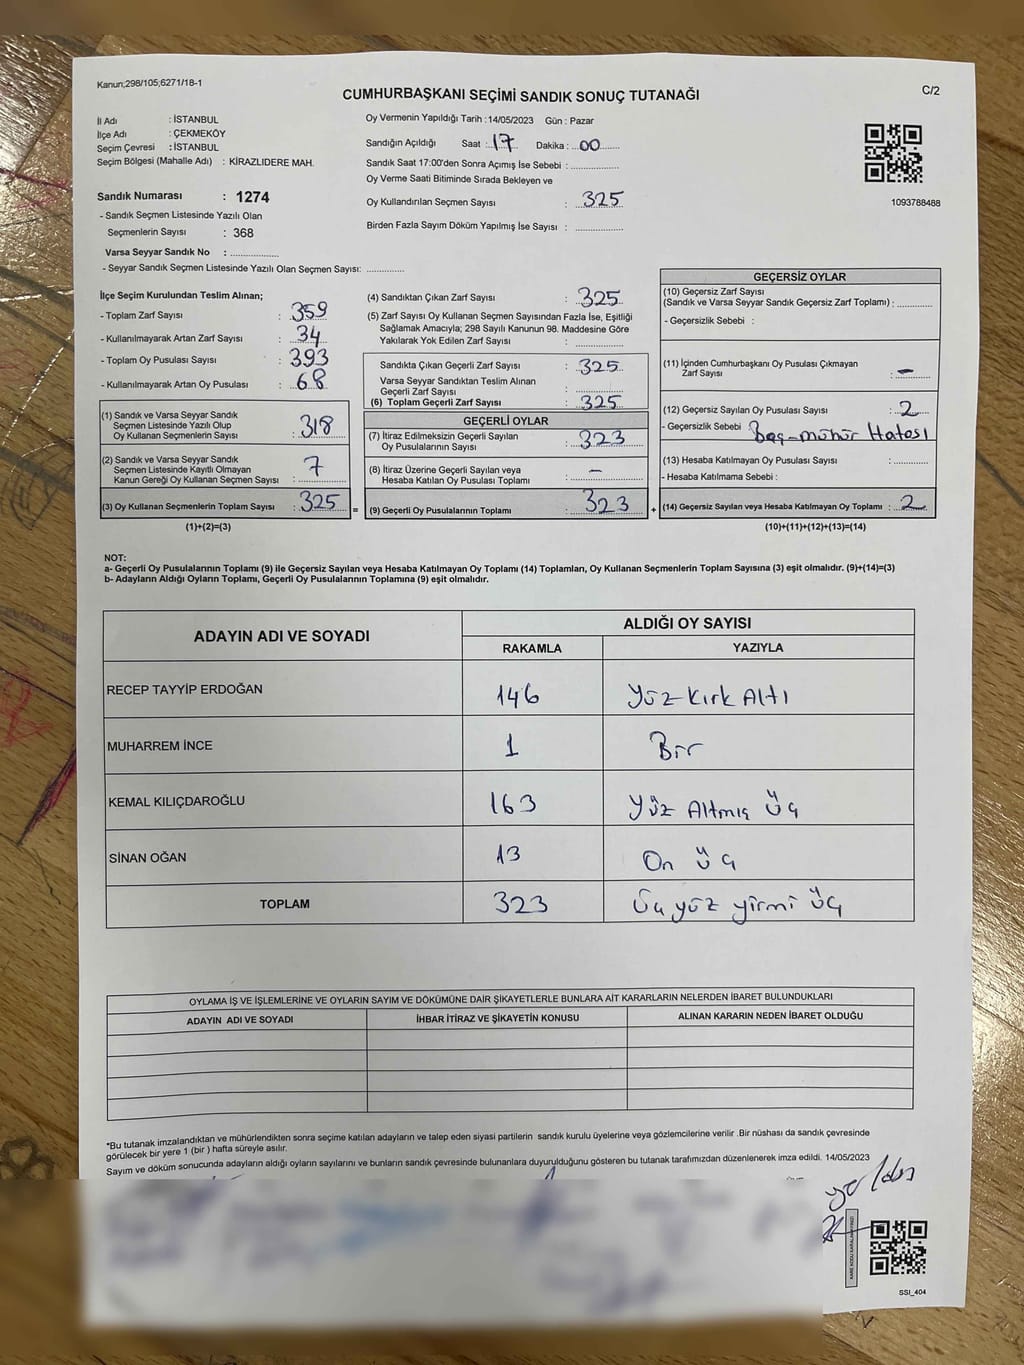 Kanun;298/105;6271/18-1
C/2
CUMHURBAŞKANI SEÇİMİ SANDIK SONUÇ TUTANAĞI
İl Adı : İSTANBUL
İlçe Adı : ÇEKMEKÖY
Seçim Çevresi : İSTANBUL
Seçim Bölgesi (Mahalle Adı) : KİRAZLIDERE MAH.
Sandık Numarası : 1274
- Sandık Seçmen Listesinde Yazılı Olan
Seçmenlerin Sayısı : 368
Varsa Seyyar Sandık No : ................
- Seyyar Sandık Seçmen Listesinde Yazılı Olan Seçmen Sayısı: ............
Oy Vermenin Yapıldığı Tarih :14/05/2023 Gün : Pazar
Sandığın Açıldığı Saat : 17 Dakika : 00
Sandık Saat 17:00'den Sonra Açımış İse Sebebi : ...............
Oy Verme Saati Bitiminde Sırada Bekleyen ve
Oy Kullandırılan Seçmen Sayısı : 325
Birden Fazla Sayım Döküm Yapılmış İse Sayısı : ...............
1093788488
İlçe Seçim Kurulundan Teslim Alınan;
- Toplam Zarf Sayısı : 359
- Kullanılmayarak Artan Zarf Sayısı : 34
- Toplam Oy Pusulası Sayısı : 393
- Kullanılmayarak Artan Oy Pusulası : 68
(1) Sandık ve Varsa Seyyar Sandık
Seçmen Listesinde Yazılı Olup
Oy Kullanan Seçmenlerin Sayısı : 318
(2) Sandık ve Varsa Seyyar Sandık
Seçmen Listesinde Kayıtlı Olmayan
Kanun Gereği Oy Kullanan Seçmen Sayısı : 7
(3) Oy Kullanan Seçmenlerin Toplam Sayısı : 325
(1)+(2)=(3)
(4) Sandıktan Çıkan Zarf Sayısı : 325
(5) Zarf Sayısı Oy Kullanan Seçmen Sayısından Fazla İse, Eşitliği
Sağlamak Amacıyla; 298 Sayılı Kanunun 98. Maddesine Göre
Yakılarak Yok Edilen Zarf Sayısı : ...............
Sandıkta Çıkan Geçerli Zarf Sayısı : 325
Varsa Seyyar Sandıktan Teslim Alınan
Geçerli Zarf Sayısı : ...............
(6) Toplam Geçerli Zarf Sayısı : 325
=
GEÇERLİ OYLAR
(7) İtiraz Edilmeksizin Geçerli Sayılan
Oy Pusulalarının Sayısı : 323
(8) İtiraz Üzerine Geçerli Sayılan veya
Hesaba Katılan Oy Pusulası Toplamı : -
(9) Geçerli Oy Pusulalarının Toplamı : 323
+
GEÇERSİZ OYLAR
(10) Geçersiz Zarf Sayısı
(Sandık ve Varsa Seyyar Sandık Geçersiz Zarf Toplamı) : ..........
- Geçersizlik Sebebi :
(11) İçinden Cumhurbaşkanı Oy Pusulası Çıkmayan
Zarf Sayısı : -
(12) Geçersiz Sayılan Oy Pusulası Sayısı : 2
- Geçersizlik Sebebi Baş-mühür Hatası
(13) Hesaba Katılmayan Oy Pusulası Sayısı : ...........
- Hesaba Katılmama Sebebi :
(14) Geçersiz Sayılan veya Hesaba Katılmayan Oy Toplamı : 2
(10)+(11)+(12)+(13)=(14)
NOT:
a- Geçerli Oy Pusulalarının Toplamı (9) ile Geçersiz Sayılan veya Hesaba Katılmayan Oy Toplamı (14) Toplamları, Oy Kullanan Seçmenlerin Toplam Sayısına (3) eşit olmalıdır. (9)+(14)=(3)
b- Adayların Aldığı Oyların Toplamı, Geçerli Oy Pusulalarının Toplamına (9) eşit olmalıdır.
ADAYIN ADI VE SOYADI ALDIĞI OY SAYISI
RAKAMLA YAZIYLA
RECEP TAYYİP ERDOĞAN 146 Yüz Kırk Altı
MUHARREM İNCE 1 Bir
KEMAL KILIÇDAROĞLU 163 Yüz Altmış Üç
SİNAN OĞAN 13 On Üç
TOPLAM 323 Üçyüz yirmi Üç
OYLAMA İŞ VE İŞLEMLERİNE VE OYLARIN SAYIM VE DÖKÜMÜNE DAİR ŞİKAYETLERLE BUNLARA AİT KARARLARIN NELERDEN İBARET BULUNDUKLARI
ADAYIN ADI VE SOYADI İHBAR İTİRAZ VE ŞİKAYETİN KONUSU ALINAN KARARIN NEDEN İBARET OLDUĞU
*Bu tutanak imzalandıktan ve mühürlendikten sonra seçime katılan adayların ve talep eden siyasi partilerin sandık kurulu üyelerine veya gözlemcilerine verilir .Bir nüshası da sandık çevresinde
görülecek bir yere 1 (bir ) hafta süreyle asılır.
Sayım ve döküm sonucunda adayların aldığı oyların sayılarını ve bunların sandık çevresinde bulunanlara duyurulduğunu gösteren bu tutanak tarafımızdan düzenlenerek imza edildi. 14/05/2023
SSI_404